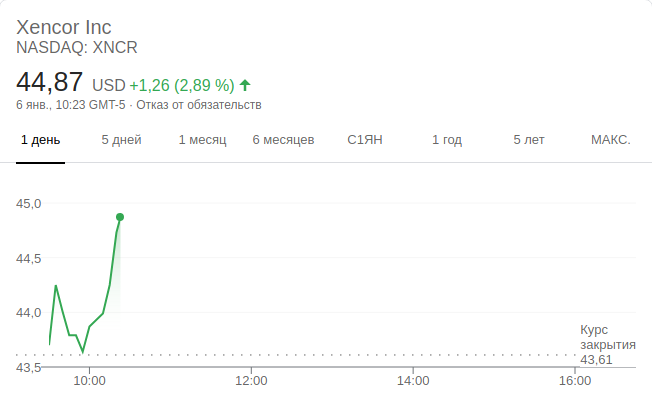 Xencor Inc
NASDAQ: XNCR
44,87 USD +1,26 (2,89 %)
6 янв., 10:23 GMT-5 · Отказ от обязательств
1 день 5 дней 1 месяц 6 месяцев С1ЯН 1 год 5 лет МАКС.
45,0
44,5
44,0
43,5
Курс
закрытия
43,61
10:00 12:00 14:00 16:00